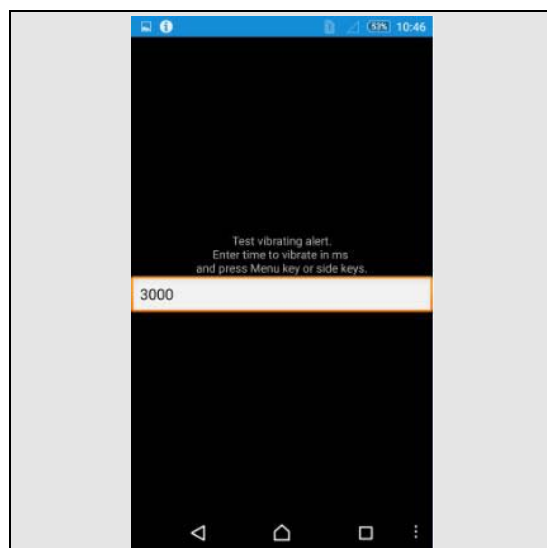 53% 10:46
Test vibrating alert.
Enter time to vibrate in ms
and press Menu key or side keys.
3000